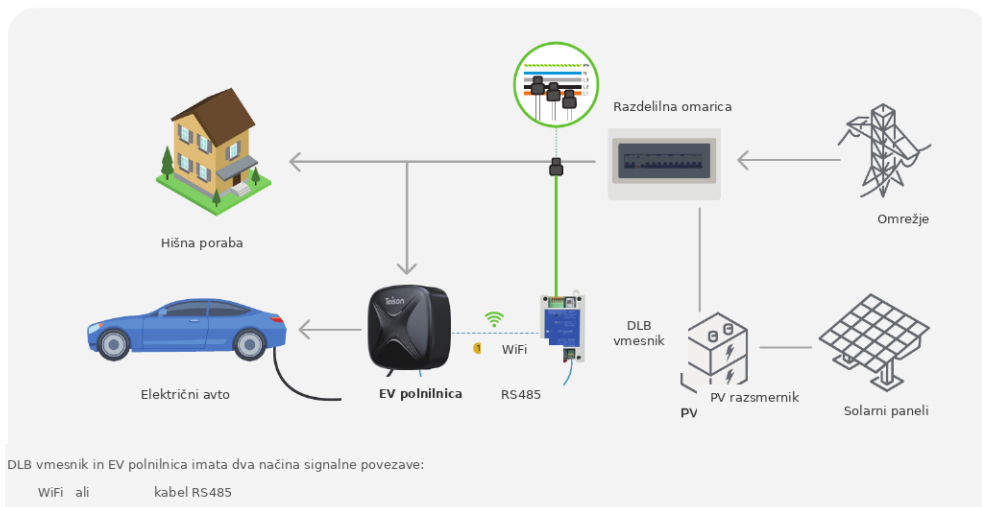 Razdelilna omarica
Omrežje
Hišna poraba
Teison
DLB
vmesnik
WiFi
Električni avto
EV polnilnica
RS485
PV razsmernik
PV
Solarni paneli
DLB vmesnik in EV polnilnica imata dva načina signalne povezave:
WiFi ali kabel RS485